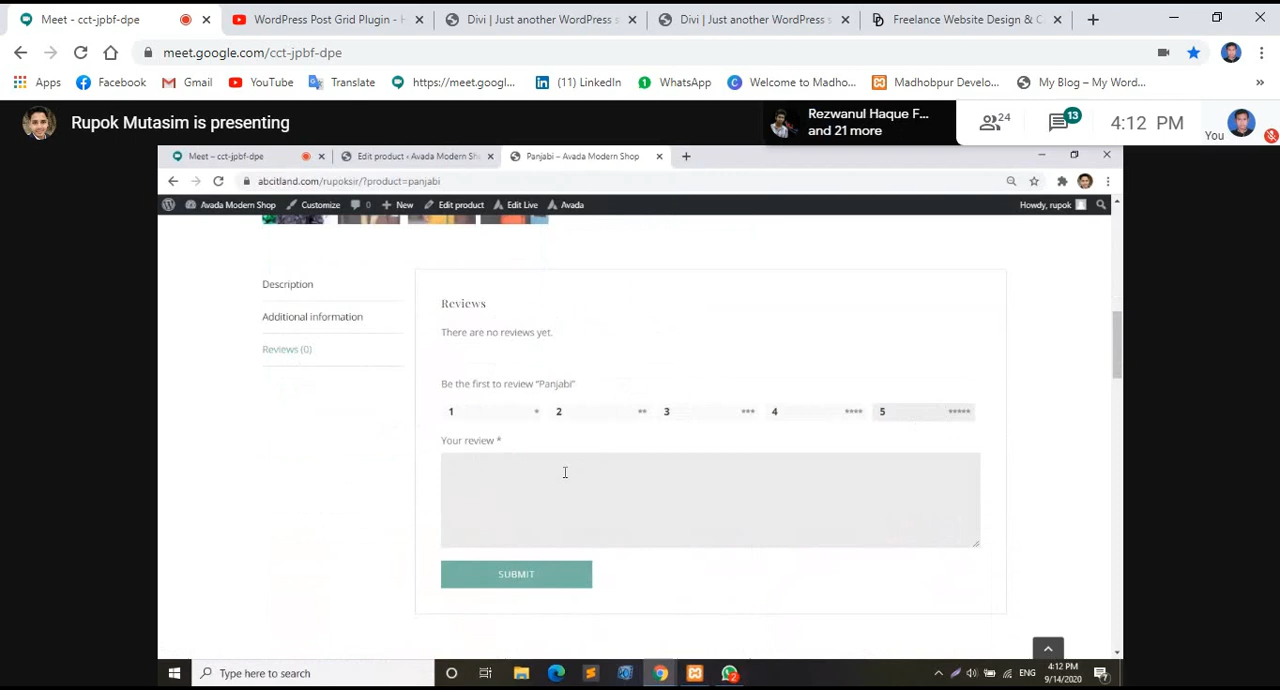 Meet - cct-jpbf-dpe
WordPress Post Grid Plugin - H
Divi | Just another WordPress s
Divi | Just another WordPress s
Freelance Website Design & C
meet.google.com/cct-jpbf-dpe
Apps
Facebook
Gmail
YouTube
Translate
https://meet.googl...
(11) LinkedIn
WhatsApp
Welcome to Madho...
Madhobpur Develo...
My Blog – My Word...
»
Rupok Mutasim is presenting
Rezwanul Haque F...
and 21 more
24
13
4:12 PM
You
Meet – cct-jpbf-dpe
Edit product ‹ Avada Modern Sh
Panjabi – Avada Modern Shop
abcitland.com/rupoksir/?product=panjabi
Avada Modern Shop
Customize
0
New
Edit product
Edit Live
Avada
Howdy, rupok
Description
Additional information
Reviews (0)
Reviews
There are no reviews yet.
Be the first to review “Panjabi”
1 *
2 **
3 ***
4 ****
5 *****
Your review *
SUBMIT
Type here to search
2
ENG
4:12 PM
9/14/2020
7